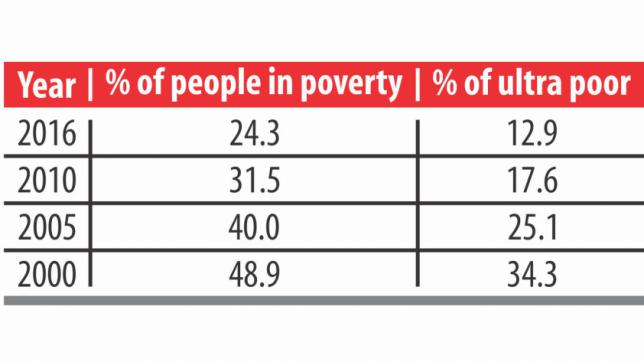 Year | % of people in poverty | % of ultra poor
2016 24.3 12.9
2010 31.5 17.6
2005 40.0 25.1
2000 48.9 34.3